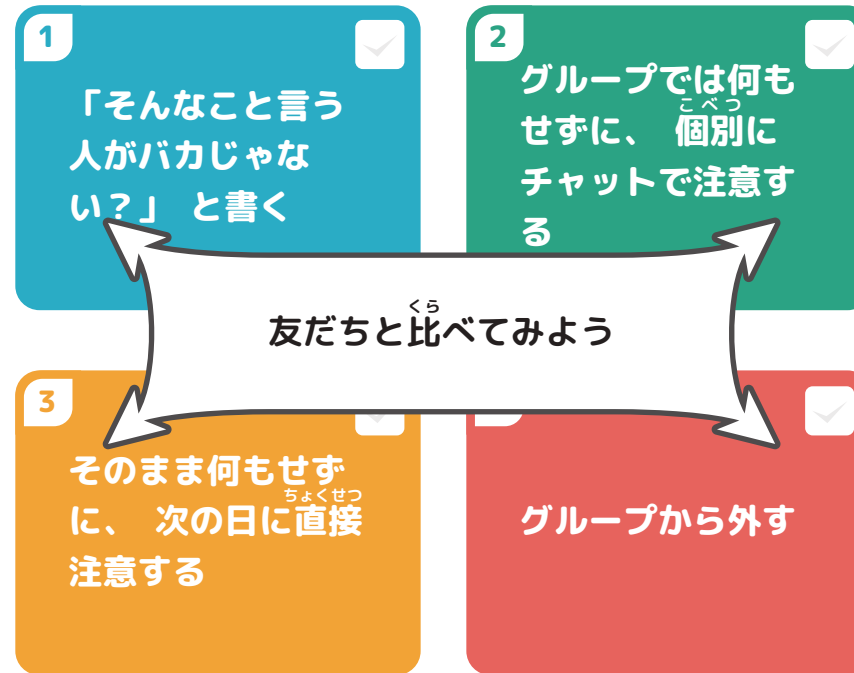 1
「そんなこと言う
人がバカじゃな
い？」 と書く
2
グループでは何も
せずに、 個別に
こべつ
チャットで注意す
る
友だちと比べてみよう
くら
3
そのまま何もせず
に、 次の日に直接
ちょくせつ
注意する
グループから外す